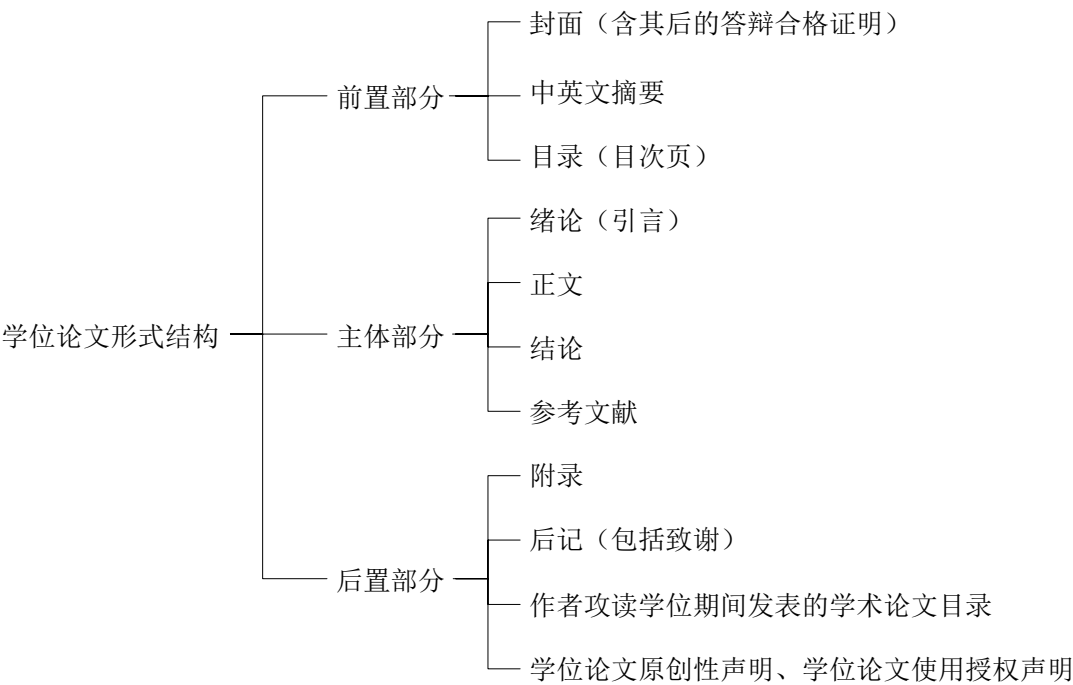 封面（含其后的答辩合格证明）
前置部分
中英文摘要
目录（目次页）
绪论（引言）
正文
学位论文形式结构
主体部分
结论
参考文献
附录
后记（包括致谢）
后置部分
作者攻读学位期间发表的学术论文目录
学位论文原创性声明、学位论文使用授权声明